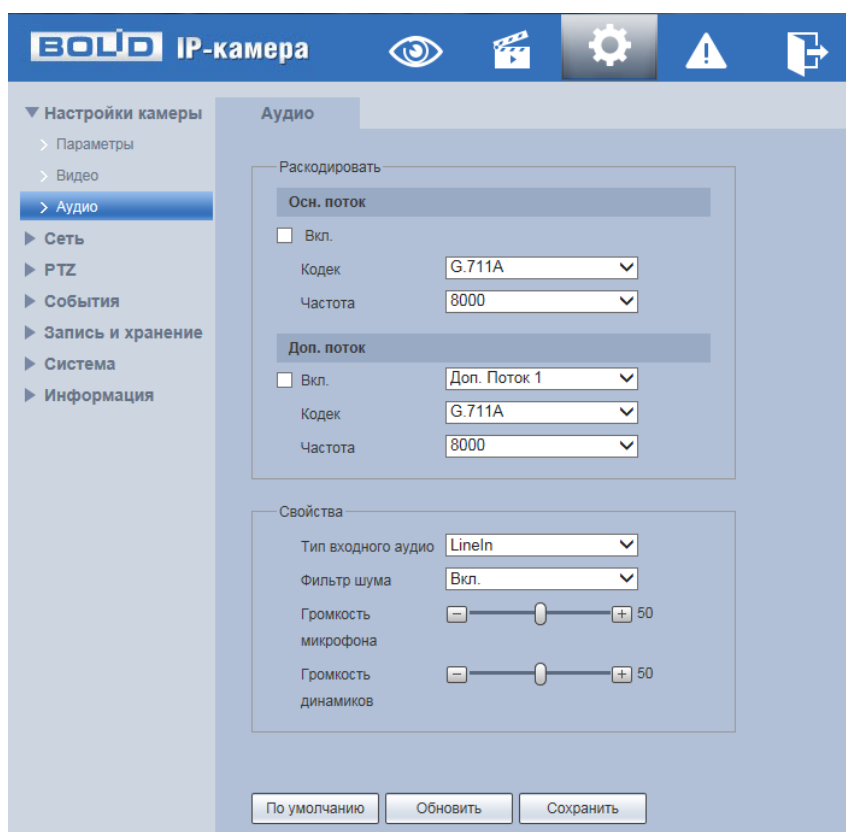 BOLID IP-камера
Настройки камеры
Параметры
Видео
Аудио
Сеть
PTZ
События
Запись и хранение
Система
Информация
Аудио
Раскодировать
Осн. поток
Вкл.
Кодек G.711A
Частота 8000
Доп. поток
Вкл. Доп. Поток 1
Кодек G.711A
Частота 8000
Свойства
Тип входного аудио LineIn
Фильтр шума Вкл.
Громкость 50
микрофона
Громкость 50
динамиков
По умолчанию Обновить Сохранить